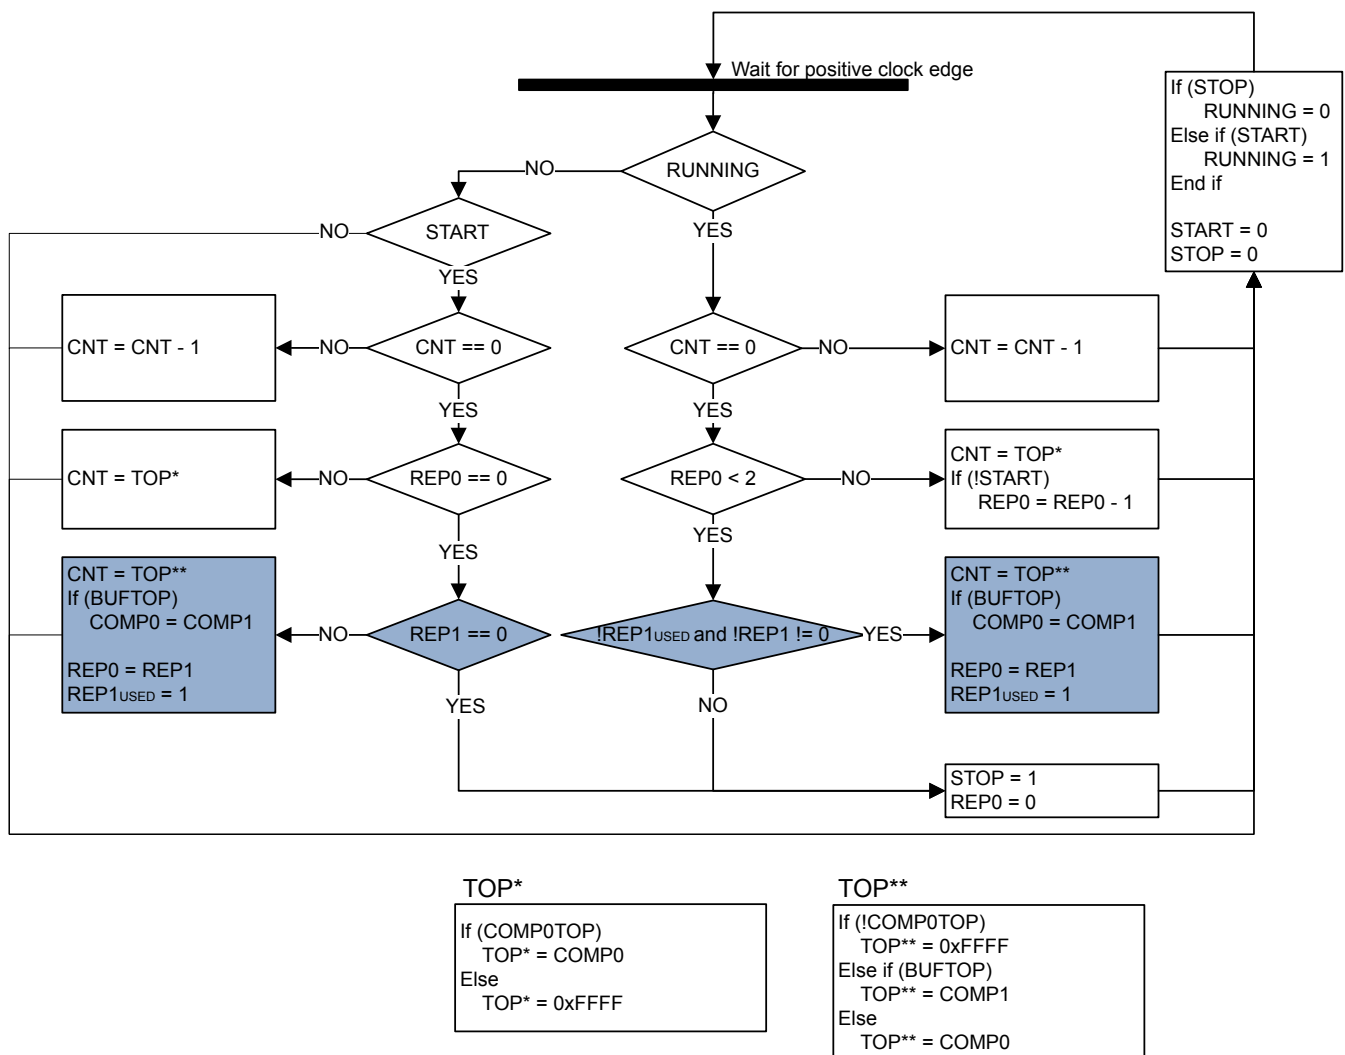 Wait for positive clock edge
If (STOP)
RUNNING = 0
Else if (START)
RUNNING = 1
End if
START = 0
STOP = 0
RUNNING
NO
YES
START
NO
YES
CNT = CNT - 1
NO
CNT == 0
YES
CNT == 0
NO
YES
CNT = CNT - 1
CNT = TOP*
NO
REP0 == 0
YES
REP0 < 2
NO
YES
CNT = TOP*
If (!START)
REP0 = REP0 - 1
CNT = TOP**
If (BUFTOP)
COMP0 = COMP1
REP0 = REP1
REP1USED = 1
NO
REP1 == 0
YES
!REP1USED and !REP1 != 0
YES
NO
CNT = TOP**
If (BUFTOP)
COMP0 = COMP1
REP0 = REP1
REP1USED = 1
STOP = 1
REP0 = 0
TOP*
If (COMP0TOP)
TOP* = COMP0
Else
TOP* = 0xFFFF
TOP**
If (!COMP0TOP)
TOP** = 0xFFFF
Else if (BUFTOP)
TOP** = COMP1
Else
TOP** = COMP0